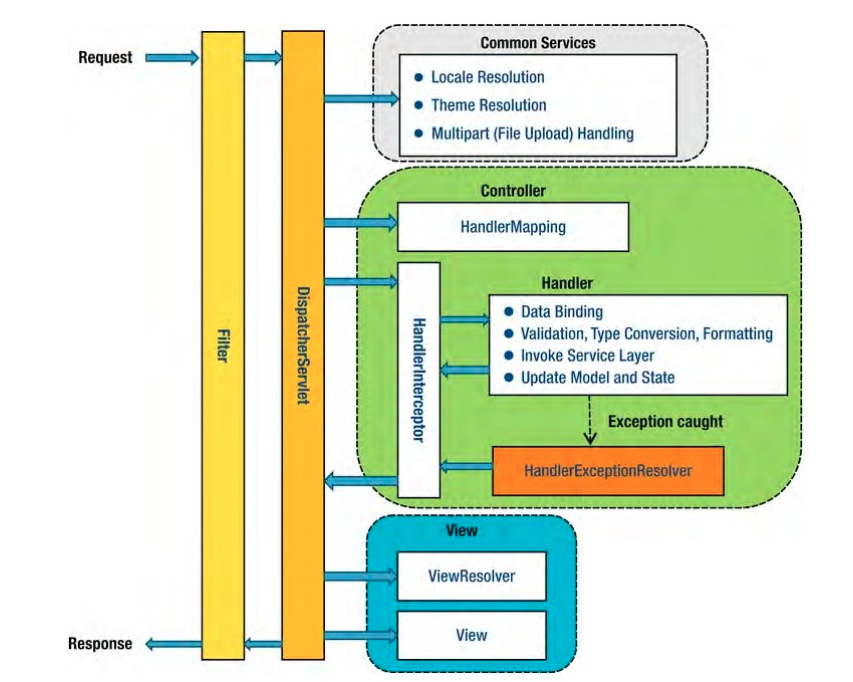 Request
Filter
DispatcherServlet
Common Services
● Locale Resolution
● Theme Resolution
● Multipart (File Upload) Handling
Controller
HandlerMapping
HandlerInterceptor
Handler
● Data Binding
● Validation, Type Conversion, Formatting
● Invoke Service Layer
● Update Model and State
Exception caught
HandlerExceptionResolver
View
ViewResolver
View
Response